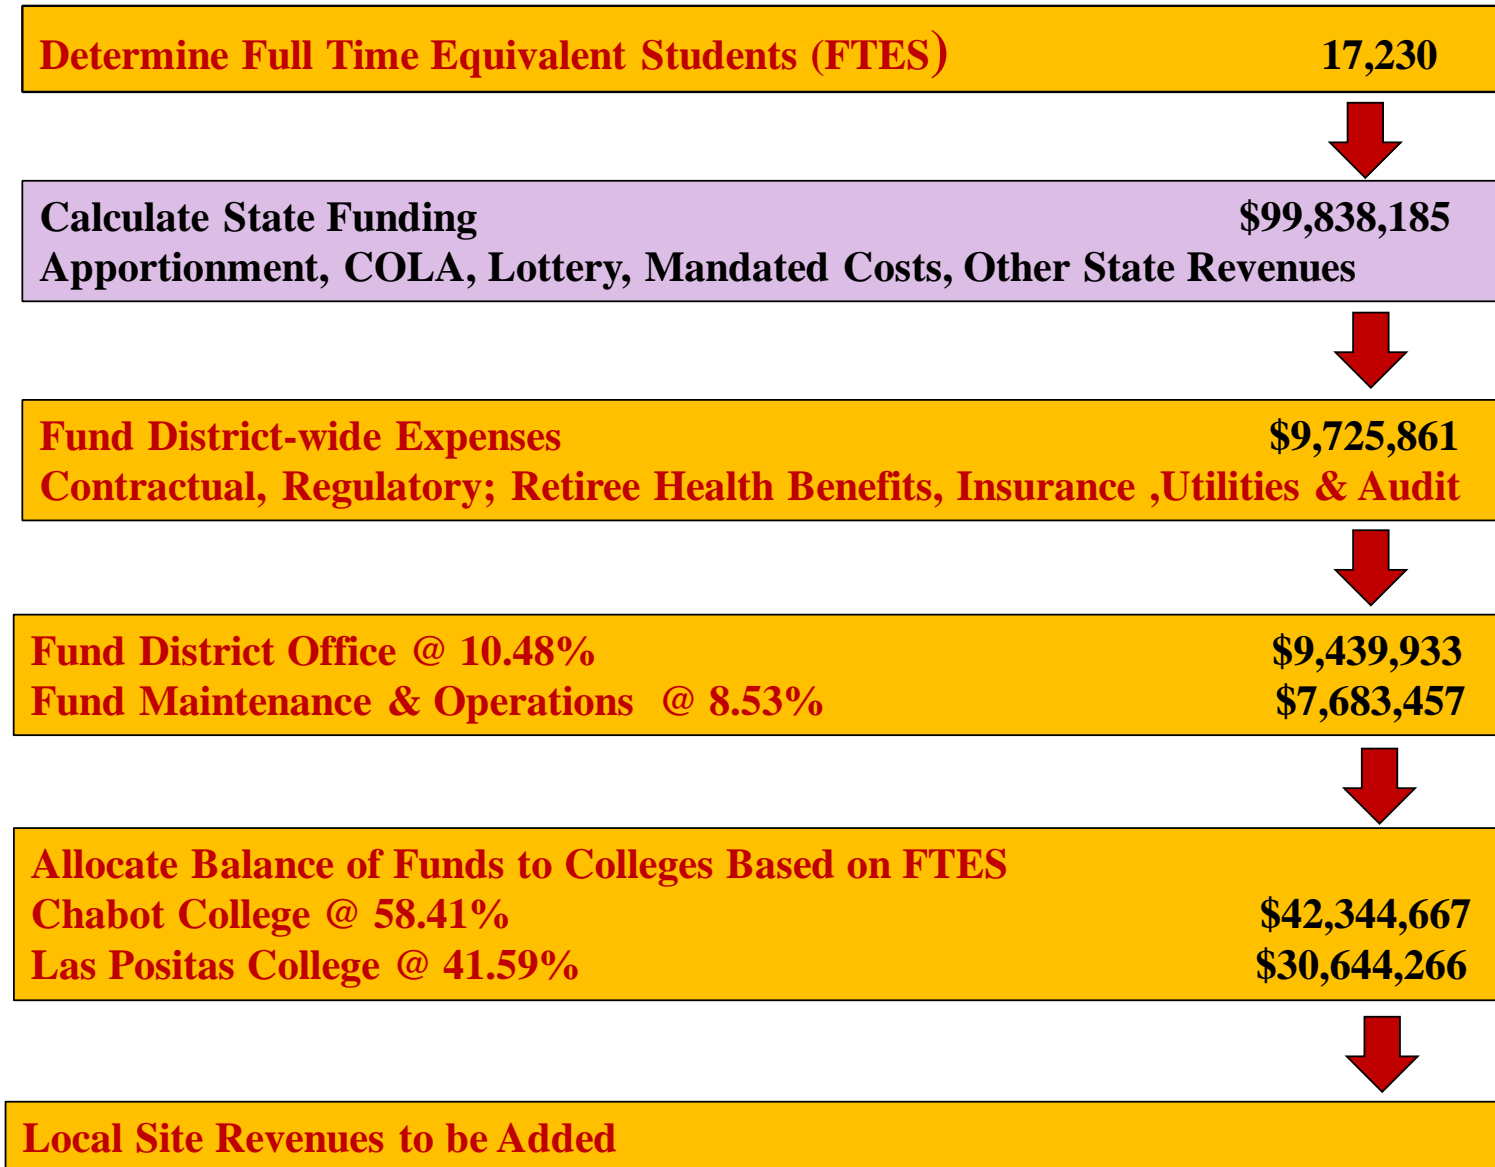 Determine Full Time Equivalent Students (FTES) 17,230
Calculate State Funding $99,838,185
Apportionment, COLA, Lottery, Mandated Costs, Other State Revenues
Fund District-wide Expenses $9,725,861
Contractual, Regulatory; Retiree Health Benefits, Insurance ,Utilities & Audit
Fund District Office @ 10.48% $9,439,933
Fund Maintenance & Operations @ 8.53% $7,683,457
Allocate Balance of Funds to Colleges Based on FTES
Chabot College @ 58.41% $42,344,667
Las Positas College @ 41.59% $30,644,266
Local Site Revenues to be Added